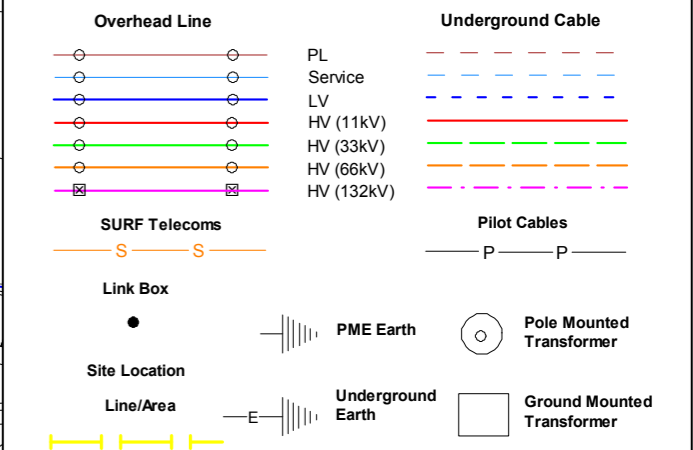 Overhead Line
Underground Cable
PL
Service
LV
HV (11kV)
HV (33kV)
HV (66kV)
HV (132kV)
SURF Telecoms
S S
Pilot Cables
P P
Link Box
PME Earth
Pole Mounted
Transformer
Site Location
Line/Area
E
Underground
Earth
Ground Mounted
Transformer